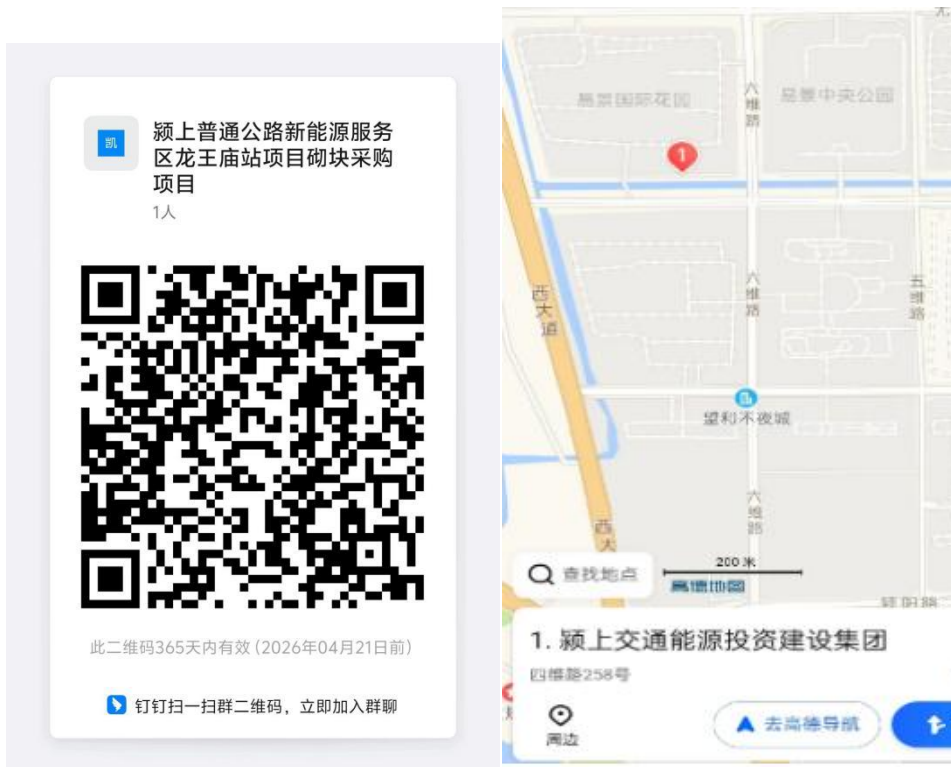 凯
颍上普通公路新能源服务
区龙王庙站项目砌块采购
项目
1人
此二维码365天内有效 (2026年04月21日前)
钉钉扫一扫群二维码，立即加入群聊
易景国际花园
六维路
易景中央公园
1
西大道
六维路
五维路
望和不夜城
六维路
西大
查找地点
200 米
高德地图
颍阳路
1. 颍上交通能源投资建设集团
四维路258号
周边
去高德导航